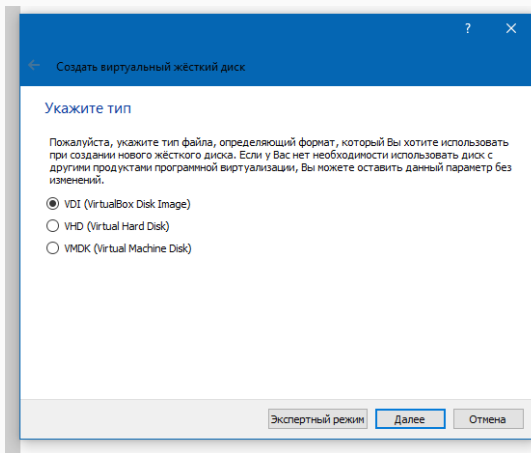 ?
Создать виртуальный жёсткий диск
Укажите тип
Пожалуйста, укажите тип файла, определяющий формат, который Вы хотите использовать
при создании нового жёсткого диска. Если у Вас нет необходимости использовать диск с
другими продуктами программной виртуализации, Вы можете оставить данный параметр без
изменений.
VDI (VirtualBox Disk Image)
VHD (Virtual Hard Disk)
VMDK (Virtual Machine Disk)
Экспертный режим Далее Отмена